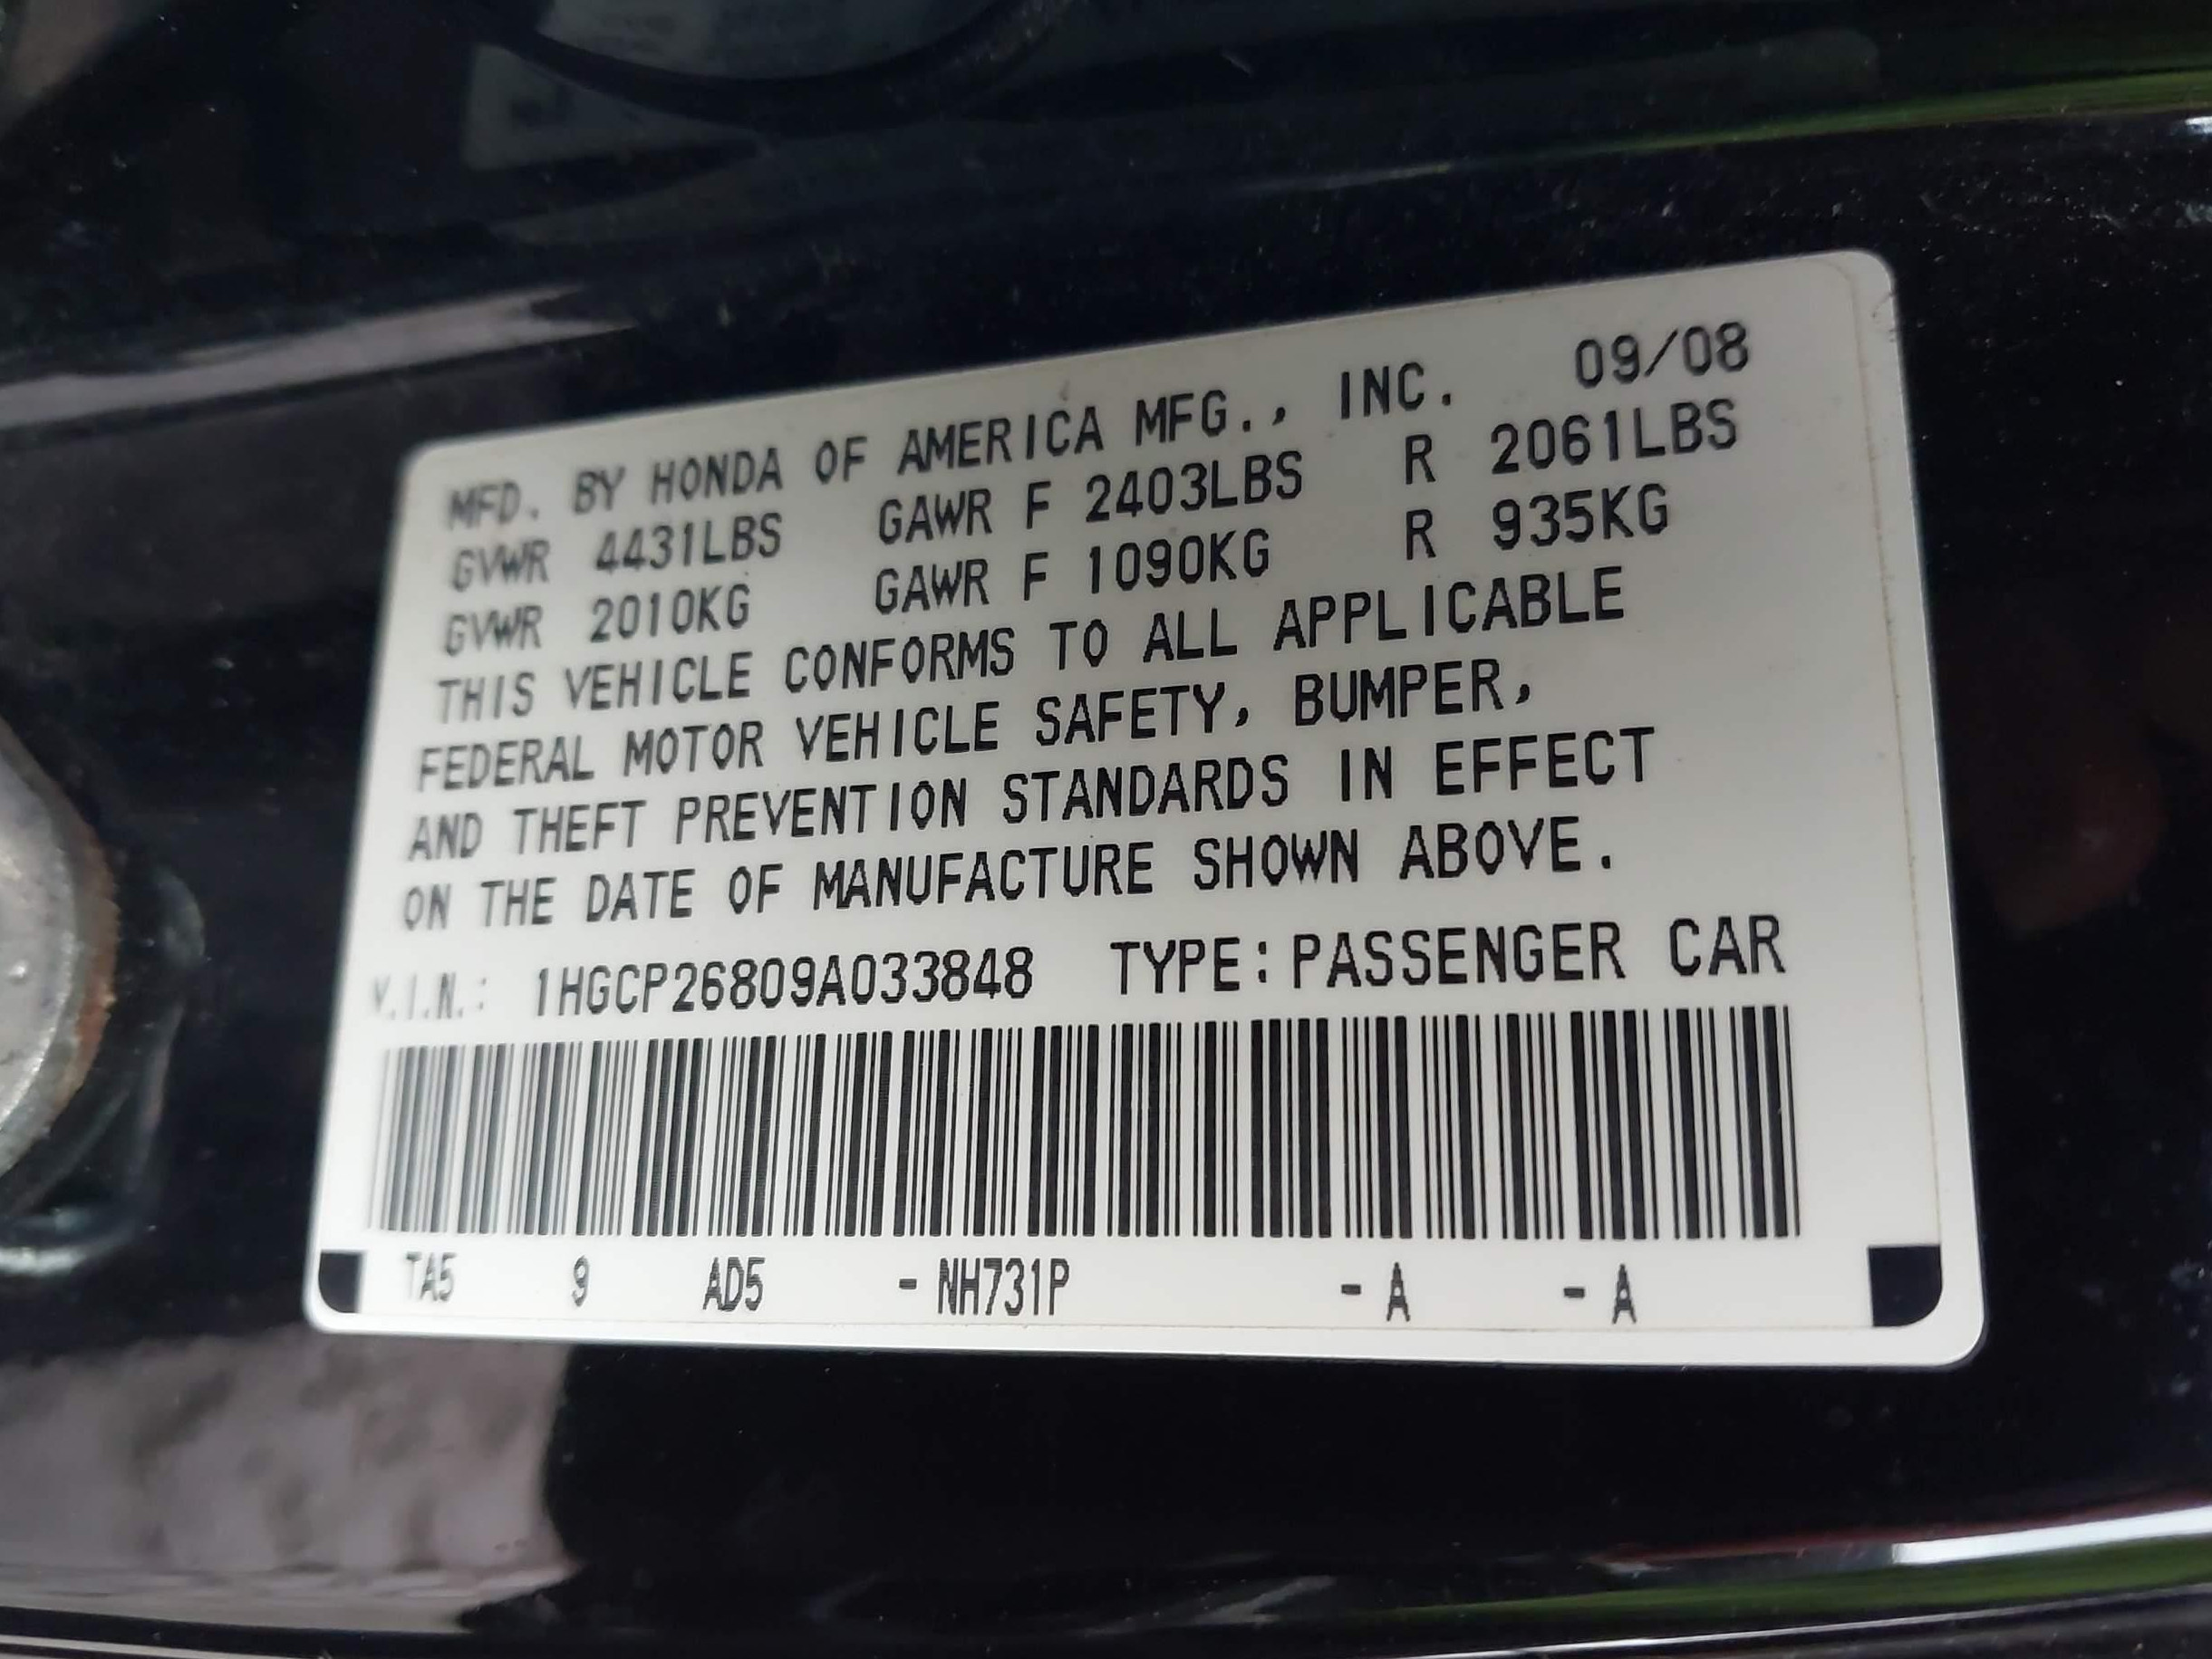 MFD. BY HONDA OF AMERICA MFG., INC. 09/08
GVWR 4431LBS GAWR F 2403LBS R 2061LBS
GVWR 2010KG GAWR F 1090KG R 935KG
THIS VEHICLE CONFORMS TO ALL APPLICABLE
FEDERAL MOTOR VEHICLE SAFETY, BUMPER,
AND THEFT PREVENTION STANDARDS IN EFFECT
ON THE DATE OF MANUFACTURE SHOWN ABOVE.
V.I.N.: 1HGCP26809A033848 TYPE:PASSENGER CAR
TA5 9 AD5 - NH731P - A - A